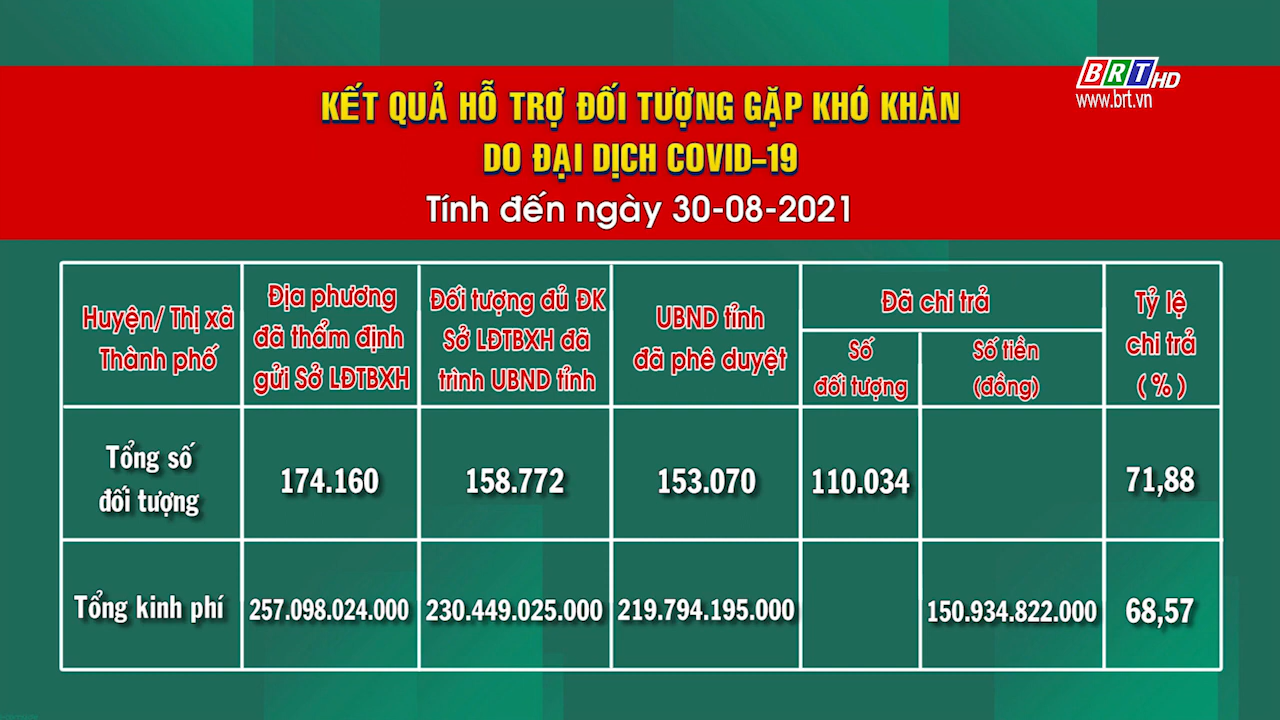 BRT HD
www.brt.vn
KẾT QUẢ HỖ TRỢ ĐỐI TƯỢNG GẶP KHÓ KHĂN
DO ĐẠI DỊCH COVID-19
Tính đến ngày 30-08-2021
Huyện/ Thị xã
Thành phố
Địa phương
đã thẩm định
gửi Sở LĐTBXH
Đối tượng đủ ĐK
Sở LĐTBXH đã
trình UBND tỉnh
UBND tỉnh
đã phê duyệt
Đã chi trả
Số
đối tượng
Số tiền
(đồng)
Tỷ lệ
chi trả
( % )
Tổng số
đối tượng
174.160
158.772
153.070
110.034
71,88
Tổng kinh phí
257.098.024.000
230.449.025.000
219.794.195.000
150.934.822.000
68,57